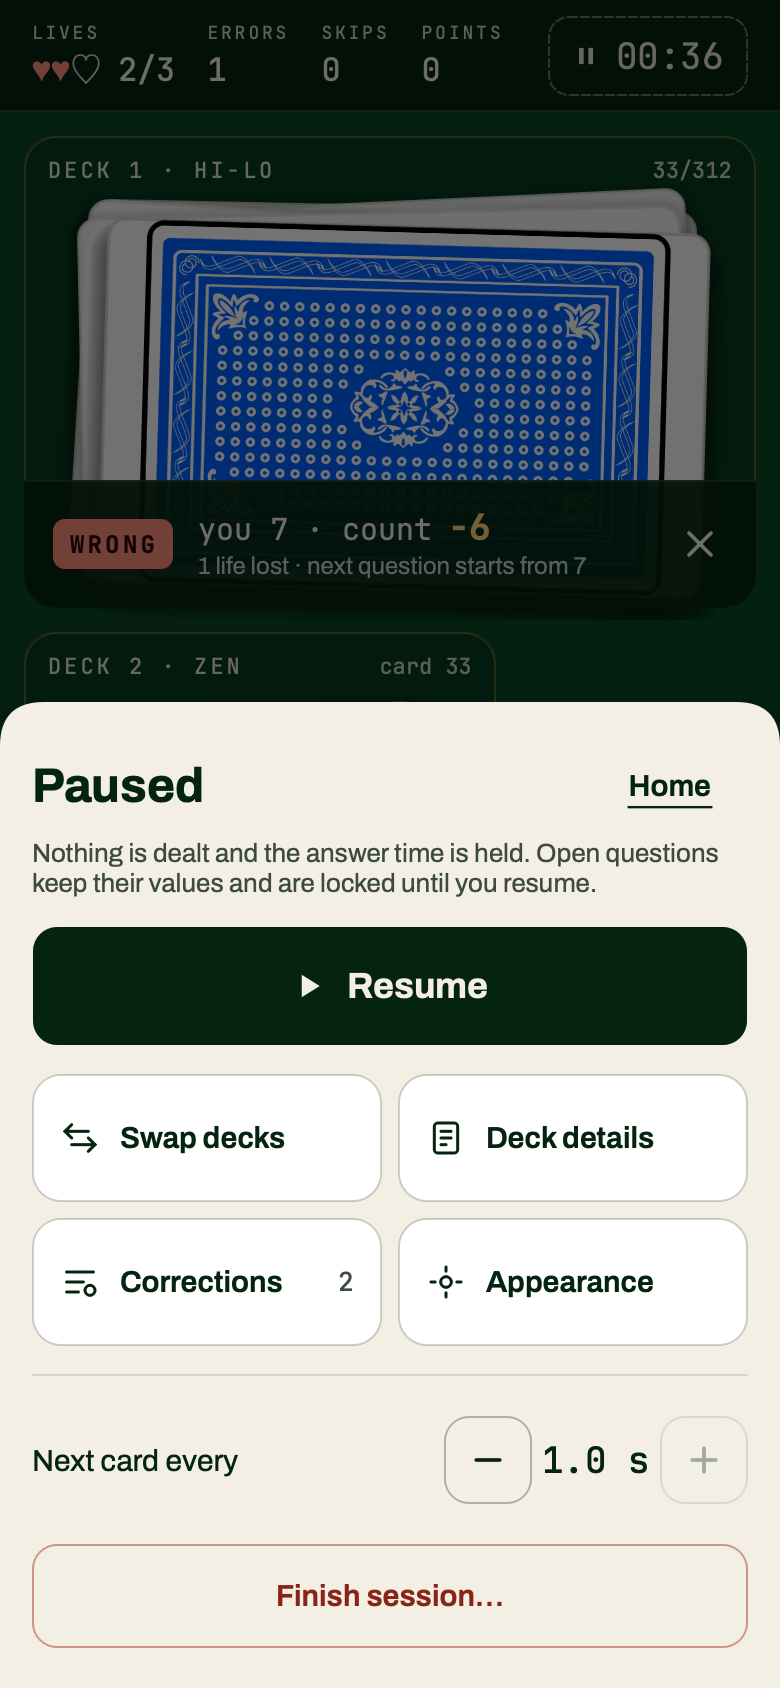 LIVES ERRORS SKIPS POINTS
♥♥♡ 2/3 1 0 0 00:36
DECK 1 · HI-LO 33/312
WRONG you 7 · count -6
1 life lost · next question starts from 7
DECK 2 · ZEN card 33
Paused Home
Nothing is dealt and the answer time is held. Open questions
keep their values and are locked until you resume.
Resume
Swap decks Deck details
Corrections 2 Appearance
Next card every 1.0 s
Finish session...